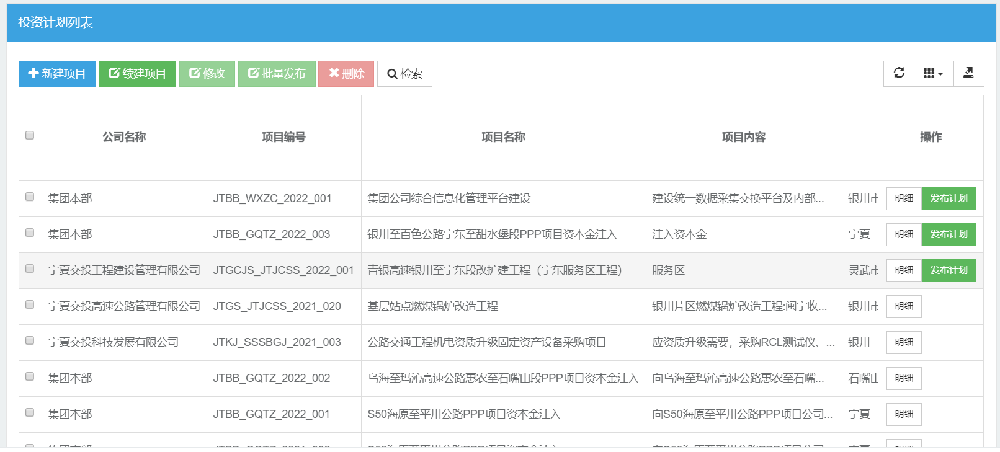 投资计划列表
新建项目 续建项目 修改 批量发布 删除 检索
公司名称 项目编号 项目名称 项目内容 操作
集团本部 JTBB_WXZC_2022_001 集团公司综合信息化管理平台建设 建设统一数据采集交换平台及内部... 银川市 明细 发布计划
集团本部 JTBB_GQTZ_2022_003 银川至百色公路宁东至甜水堡段PPP项目资本金注入 注入资本金 宁夏 明细 发布计划
宁夏交投工程建设管理有限公司 JTGCJS_JTJCSS_2022_001 青银高速银川至宁东段改扩建工程（宁东服务区工程） 服务区 灵武市 明细 发布计划
宁夏交投高速公路管理有限公司 JTGS_JTJCSS_2021_020 基层站点燃煤锅炉改造工程 银川片区燃煤锅炉改造工程:闽宁收... 银川市 明细
宁夏交投科技发展有限公司 JTKJ_SSSBGJ_2021_003 公路交通工程机电资质升级固定资产设备采购项目 应资质升级需要，采购RCL测试仪、... 银川 明细
集团本部 JTBB_GQTZ_2022_002 乌海至玛沁高速公路惠农至石嘴山段PPP项目资本金注入 向乌海至玛沁高速公路惠农至石嘴... 石嘴山 明细
集团本部 JTBB_GQTZ_2022_001 S50海原至平川公路PPP项目资本金注入 向S50海原至平川公路PPP项目公司... 宁夏 明细